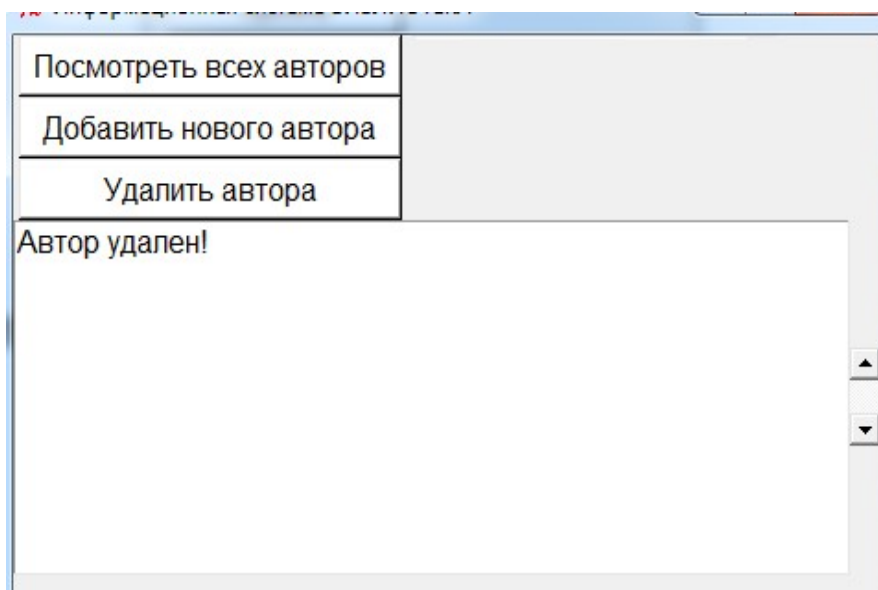 Посмотреть всех авторов
Добавить нового автора
Удалить автора
Автор удален!